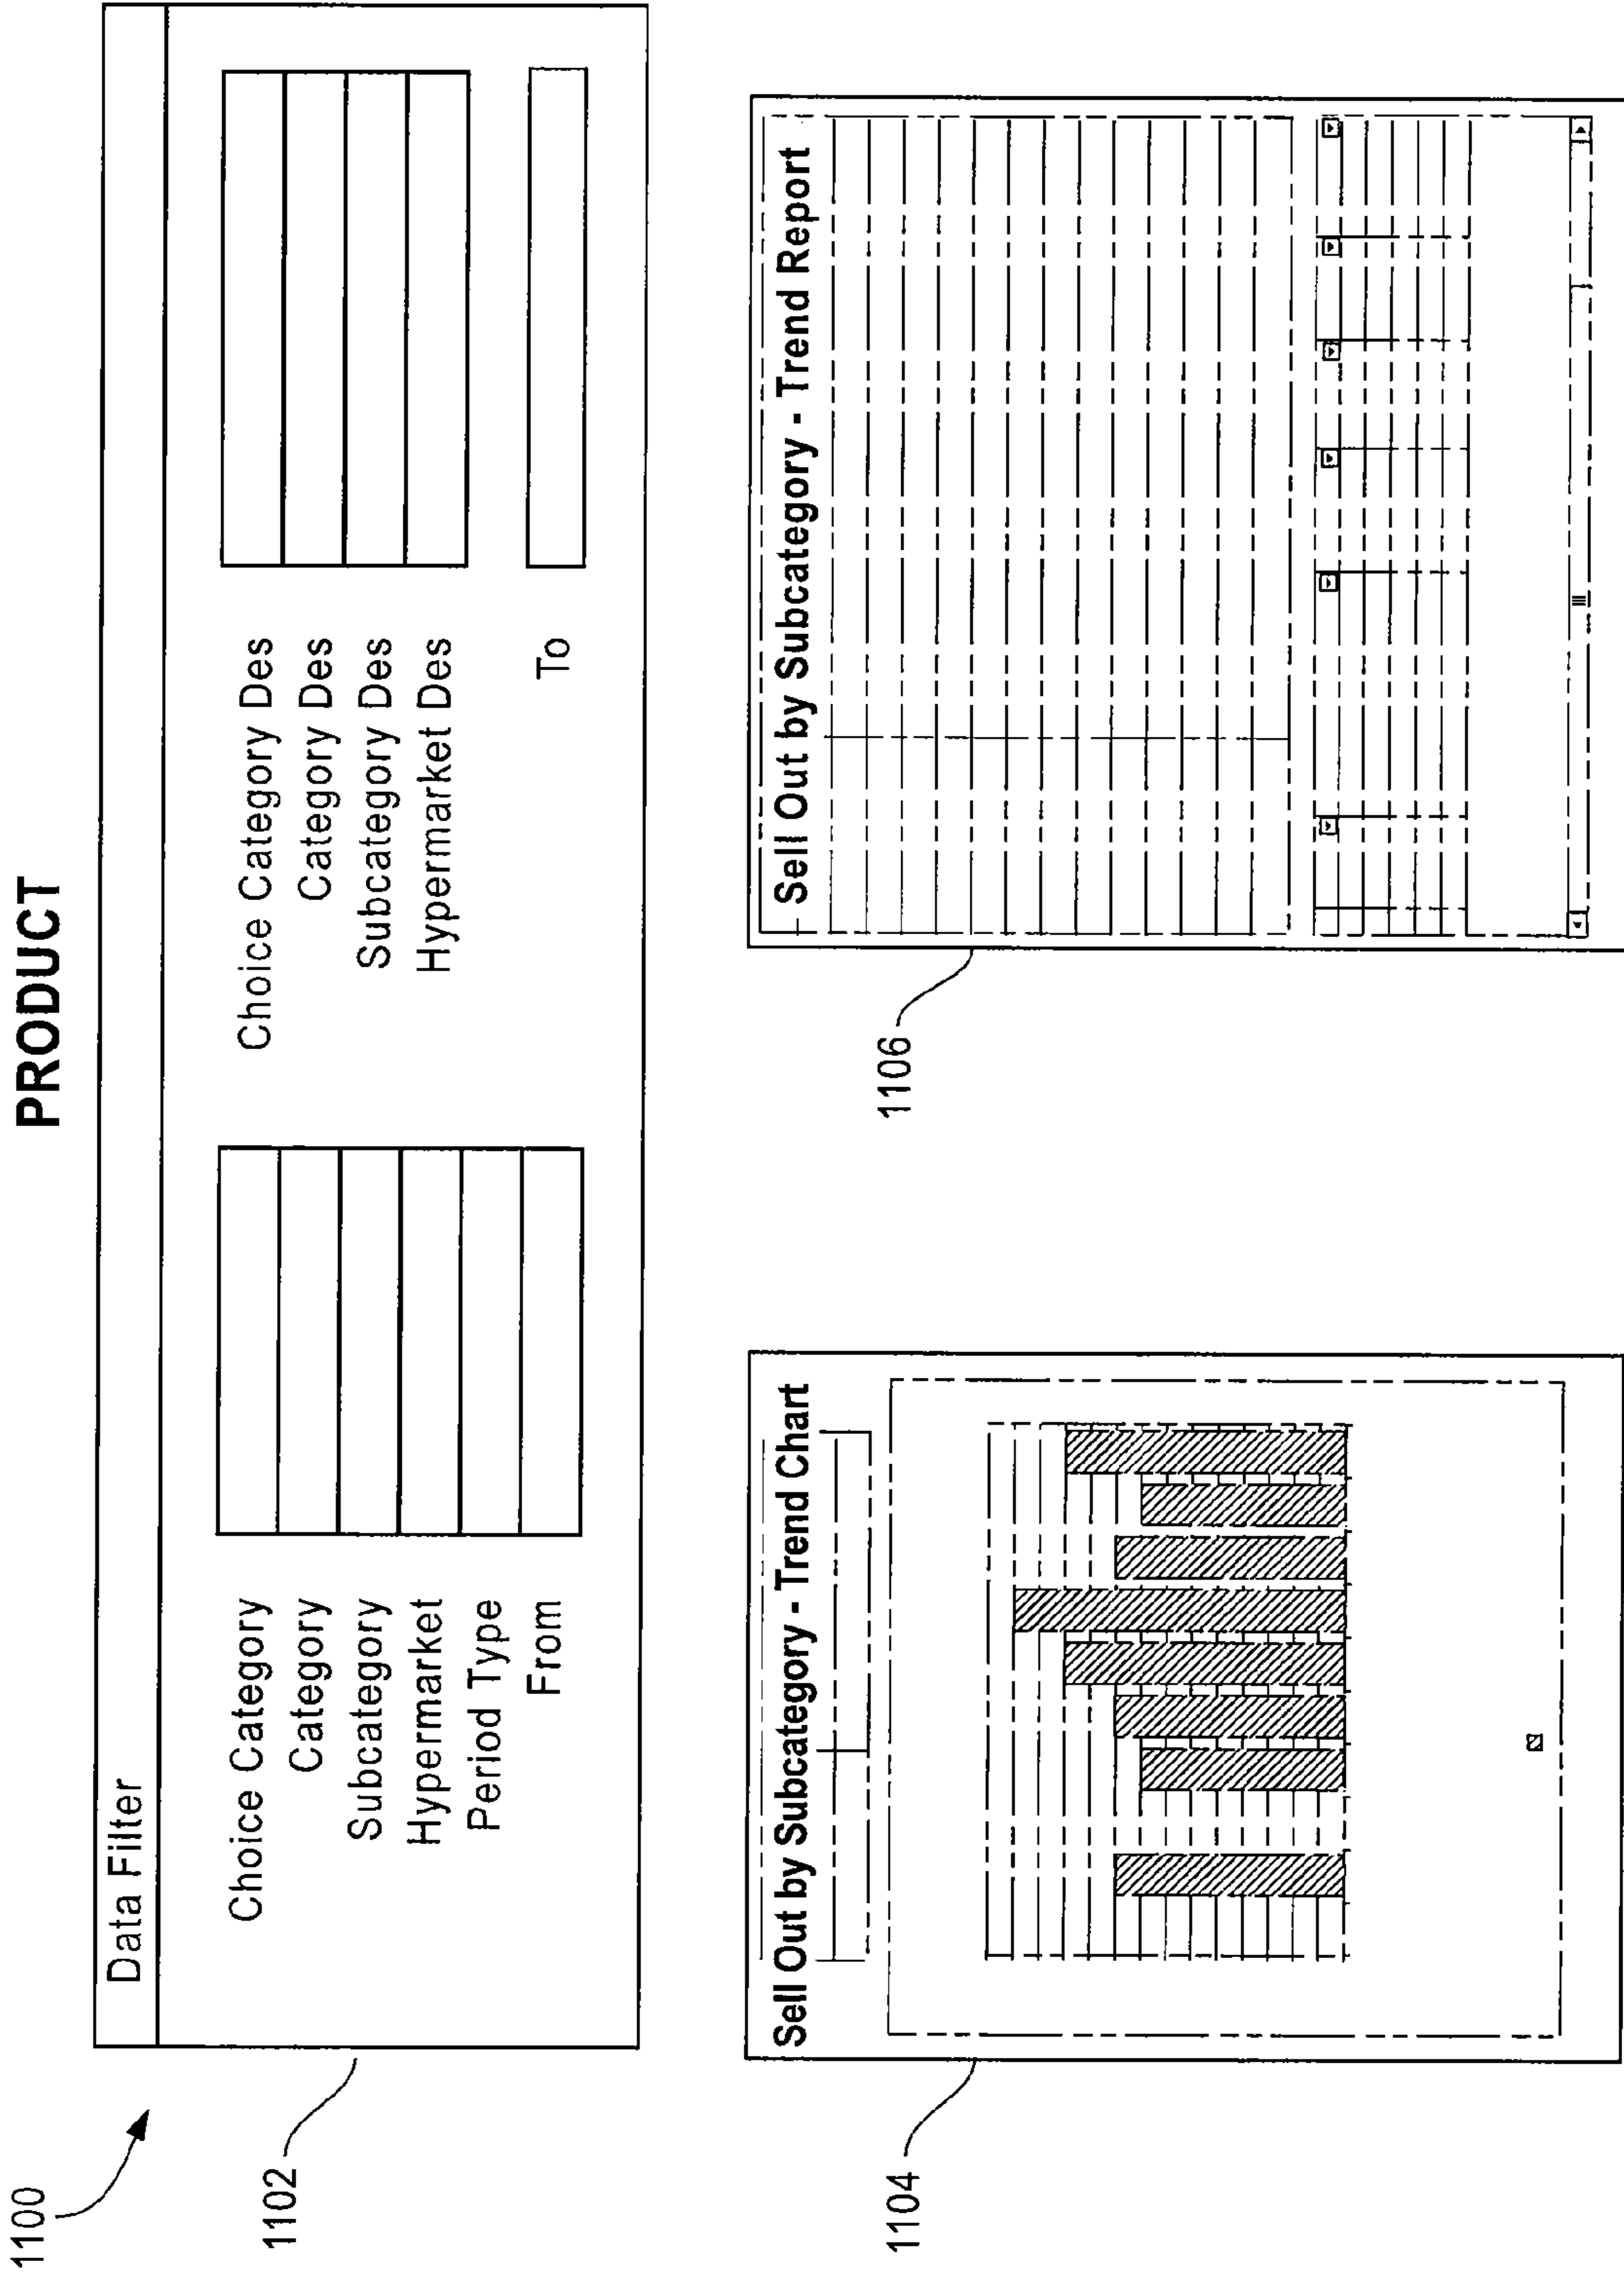 PRODUCT
1100
Data Filter
Choice Category
Category
Subcategory
Hypermarket
Period Type
From
Choice Category Des
Category Des
Subcategory Des
Hypermarket Des
To
1102
Sell Out by Subcategory - Trend Chart
1104
Sell Out by Subcategory - Trend Report
1106